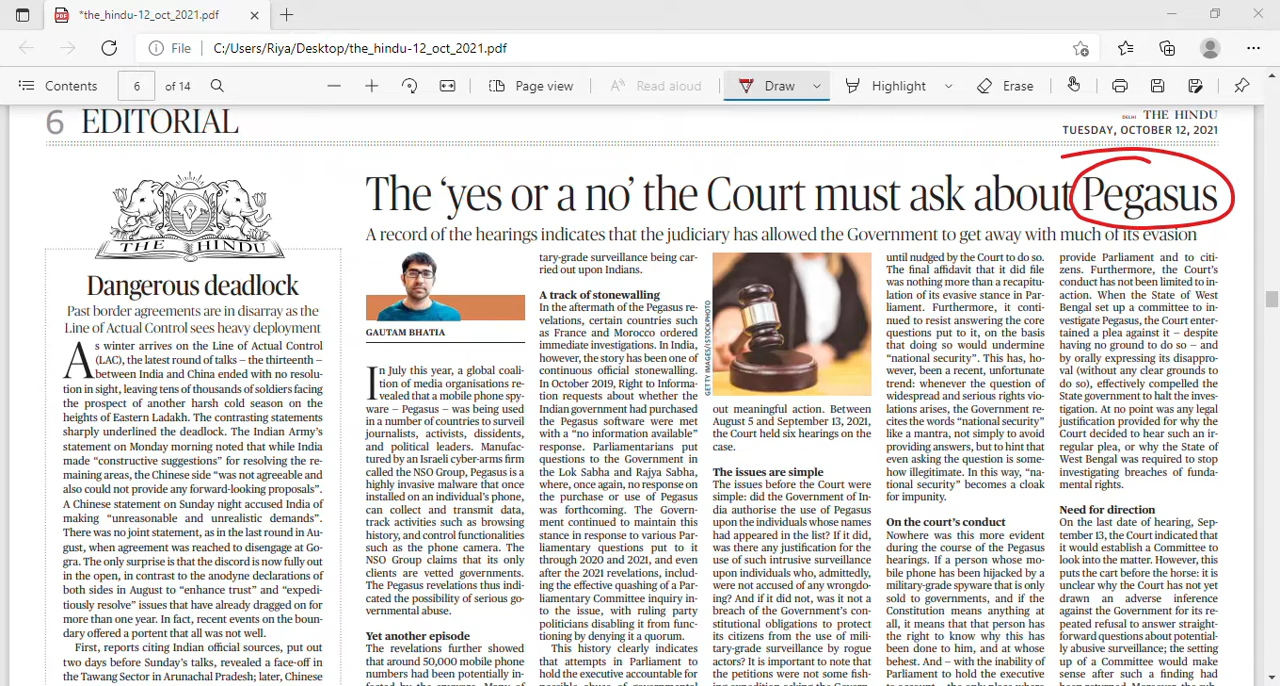 *the_hindu-12_oct_2021.pdf
File C:/Users/Riya/Desktop/the_hindu-12_oct_2021.pdf
Contents 6 of 14 Page view Read aloud Draw Highlight Erase
6 EDITORIAL
DELHI THE HINDU
TUESDAY, OCTOBER 12, 2021
THE HINDU
Dangerous deadlock
Past border agreements are in disarray as the
Line of Actual Control sees heavy deployment
As winter arrives on the Line of Actual Control
(LAC), the latest round of talks – the thirteenth –
between India and China ended with no resolu-
tion in sight, leaving tens of thousands of soldiers facing
the prospect of another harsh cold season on the
heights of Eastern Ladakh. The contrasting statements
sharply underlined the deadlock. The Indian Army's
statement on Monday morning noted that while India
made “constructive suggestions” for resolving the re-
maining areas, the Chinese side “was not agreeable and
also could not provide any forward-looking proposals”.
A Chinese statement on Sunday night accused India of
making “unreasonable and unrealistic demands”.
There was no joint statement, as in the last round in Au-
gust, when agreement was reached to disengage at Go-
gra. The only surprise is that the discord is now fully out
in the open, in contrast to the anodyne declarations of
both sides in August to “enhance trust” and “expedi-
tiously resolve” issues that have already dragged on for
more than one year. In fact, recent events on the boun-
dary offered a portent that all was not well.
First, reports citing Indian official sources, put out
two days before Sunday's talks, revealed a face-off in
the Tawang Sector in Arunachal Pradesh; later, Chinese
The ‘yes or a no’ the Court must ask about Pegasus
A record of the hearings indicates that the judiciary has allowed the Government to get away with much of its evasion
GAUTAM BHATIA
In July this year, a global coali-
tion of media organisations re-
vealed that a mobile phone spy-
ware – Pegasus – was being used
in a number of countries to surveil
journalists, activists, dissidents,
and political leaders. Manufac-
tured by an Israeli cyber-arms firm
called the NSO Group, Pegasus is a
highly invasive malware that once
installed on an individual's phone,
can collect and transmit data,
track activities such as browsing
history, and control functionalities
such as the phone camera. The
NSO Group claims that its only
clients are vetted governments.
The Pegasus revelations thus indi-
cated the possibility of serious go-
vernmental abuse.
Yet another episode
The revelations further showed
that around 50,000 mobile phone
numbers had been potentially in-
tary-grade surveillance being car-
ried out upon Indians.
A track of stonewalling
In the aftermath of the Pegasus re-
velations, certain countries such
as France and Morocco ordered
immediate investigations. In India,
however, the story has been one of
continuous official stonewalling.
In October 2019, Right to Informa-
tion requests about whether the
Indian government had purchased
the Pegasus software were met
with a “no information available”
response. Parliamentarians put
questions to the Government in
the Lok Sabha and Rajya Sabha,
where, once again, no response on
the purchase or use of Pegasus
was forthcoming. The Govern-
ment continued to maintain this
stance in response to various Par-
liamentary questions put to it
through 2020 and 2021, and even
after the 2021 revelations, including
the effective quashing of a Par-
liamentary Committee inquiry in-
to the issue, with ruling party
politicians disabling it from func-
tioning by denying it a quorum.
This history clearly indicates
that attempts in Parliament to
hold the executive accountable for
GETTY IMAGES/ISTOCKPHOTO
out meaningful action. Between
August 5 and September 13, 2021,
the Court held six hearings on the
case.
The issues are simple
The issues before the Court were
simple: did the Government of In-
dia authorise the use of Pegasus
upon the individuals whose names
had appeared in the list? If it did,
was there any justification for the
use of such intrusive surveillance
upon individuals who, admittedly,
were not accused of any wrongdo-
ing? And if it did not, was it not a
breach of the Government's con-
stitutional obligations to protect
its citizens from the use of mili-
tary-grade surveillance by rogue
actors? It is important to note that
the petitions were not some fish-
until nudged by the Court to do so.
The final affidavit that it did file
was nothing more than a recapitu-
lation of its evasive stance in Par-
liament. Furthermore, it conti-
nued to resist answering the core
questions put to it, on the basis
that doing so would undermine
“national security”. This has, ho-
wever, been a recent, unfortunate
trend: whenever the question of
widespread and serious rights vio-
lations arises, the Government re-
cites the words “national security”
like a mantra, not simply to avoid
providing answers, but to hint that
even asking the question is some-
how illegitimate. In this way, “na-
tional security” becomes a cloak
for impunity.
On the court's conduct
Nowhere was this more evident
during the course of the Pegasus
hearings. If a person whose mo-
bile phone has been hijacked by a
military-grade spyware that is only
sold to governments, and if the
Constitution means anything at
all, it means that that person has
the right to know why this has
been done to him, and at whose
behest. And – with the inability of
Parliament to hold the executive
provide Parliament and to citi-
zens. Furthermore, the Court's
conduct has not been limited to in-
action. When the State of West
Bengal set up a committee to in-
vestigate Pegasus, the Court enter-
tained a plea against it – despite
having no ground to do so – and
by orally expressing its disappro-
val (without any clear grounds to
do so), effectively compelled the
State government to halt the inves-
tigation. At no point was any legal
justification provided for why the
Court decided to hear such an ir-
regular plea, or why the State of
West Bengal was required to stop
investigating breaches of funda-
mental rights.
Need for direction
On the last date of hearing, Sep-
tember 13, the Court indicated that
it would establish a Committee to
look into the matter. However, this
puts the cart before the horse: it is
unclear why the Court has not yet
drawn an adverse inference
against the Government for its re-
peated refusal to answer straight-
forward questions about potential-
ly abusive surveillance; the setting
up of a Committee would make
sense after such a finding had